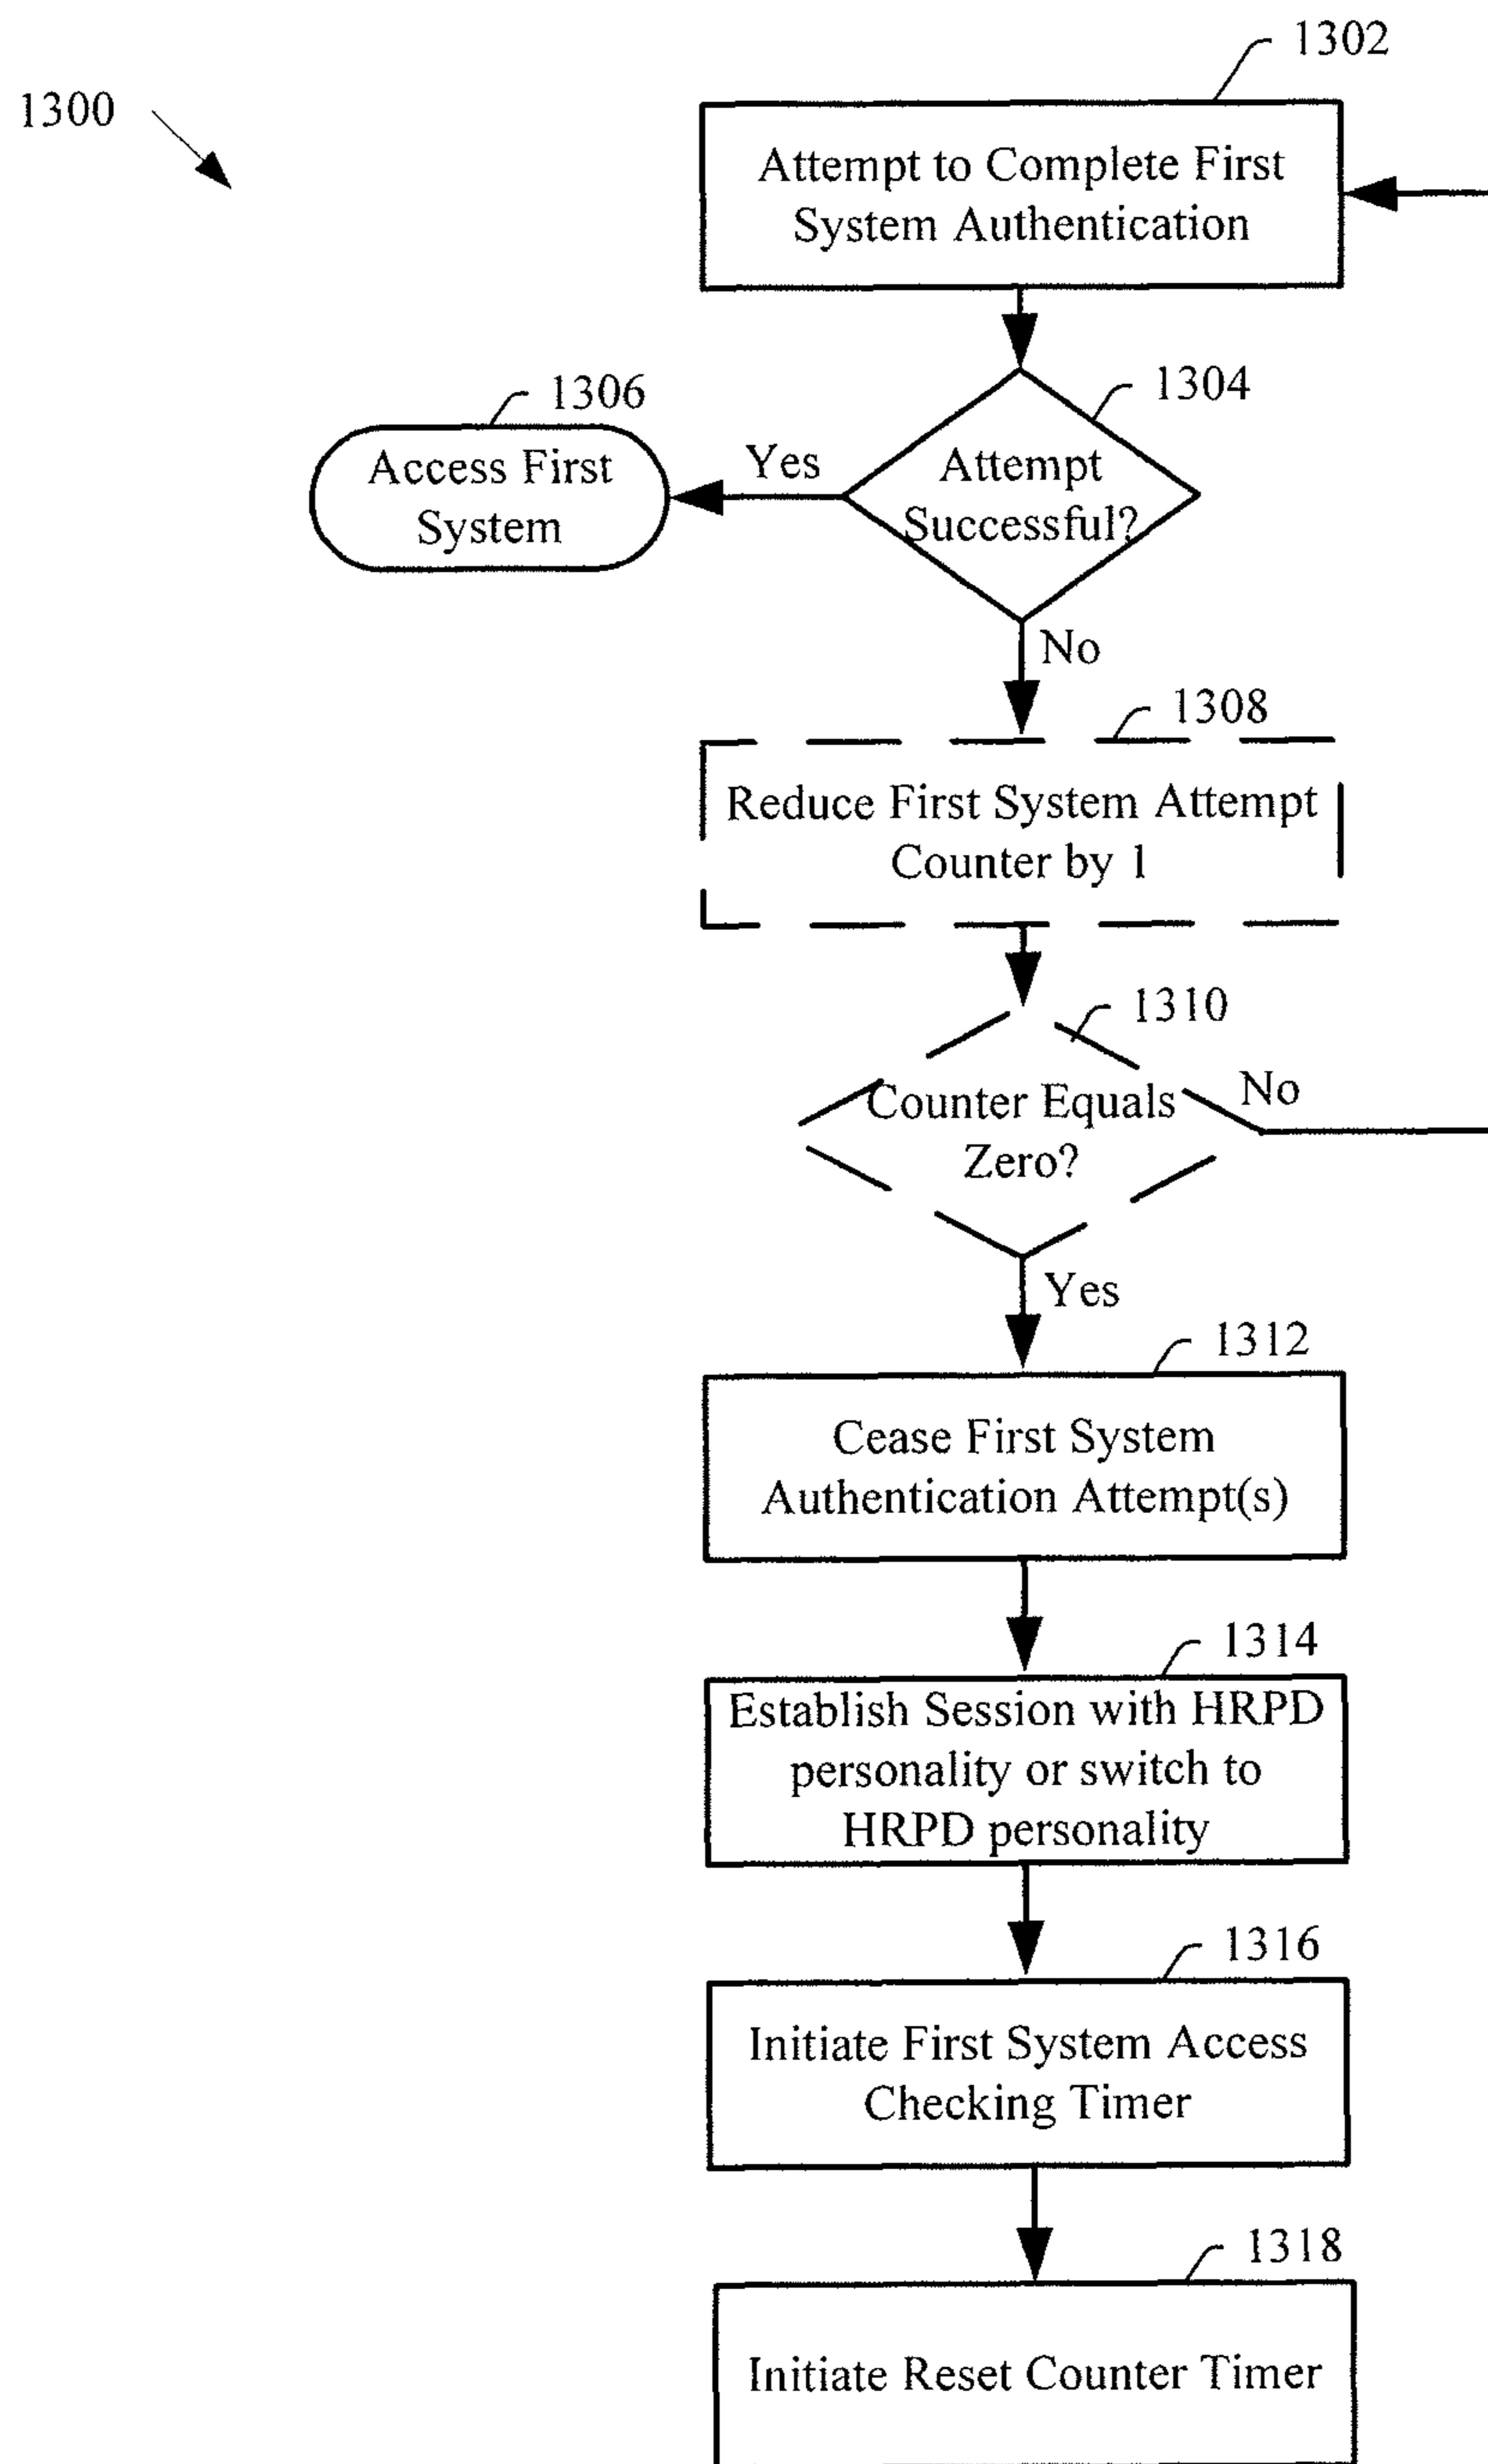 1302
1300
Attempt to Complete First
System Authentication
1304
1306
Attempt
Successful?
Yes
Access First
System
No
1308
Reduce First System Attempt
Counter by 1
1310
Counter Equals
Zero?
No
Yes
1312
Cease First System
Authentication Attempt(s)
1314
Establish Session with HRPD
personality or switch to
HRPD personality
1316
Initiate First System Access
Checking Timer
1318
Initiate Reset Counter Timer